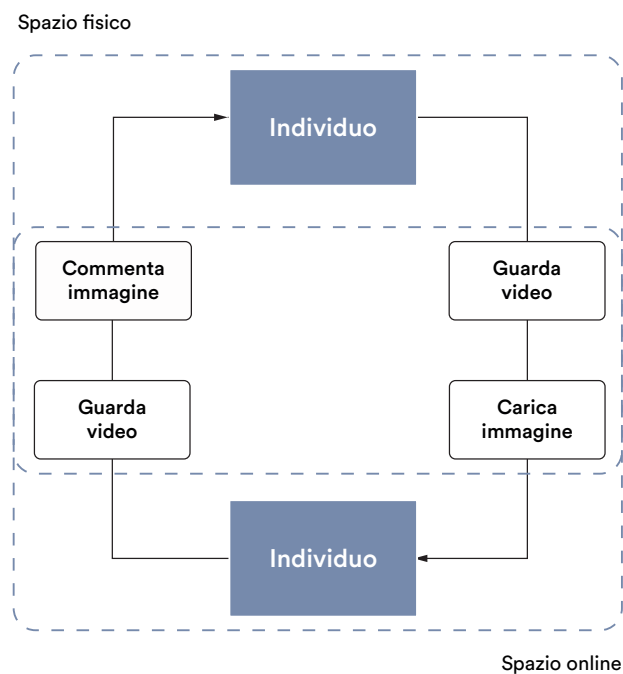 Spazio fisico
Individuo
Commenta
immagine
Guarda
video
Guarda
video
Carica
immagine
Individuo
Spazio online